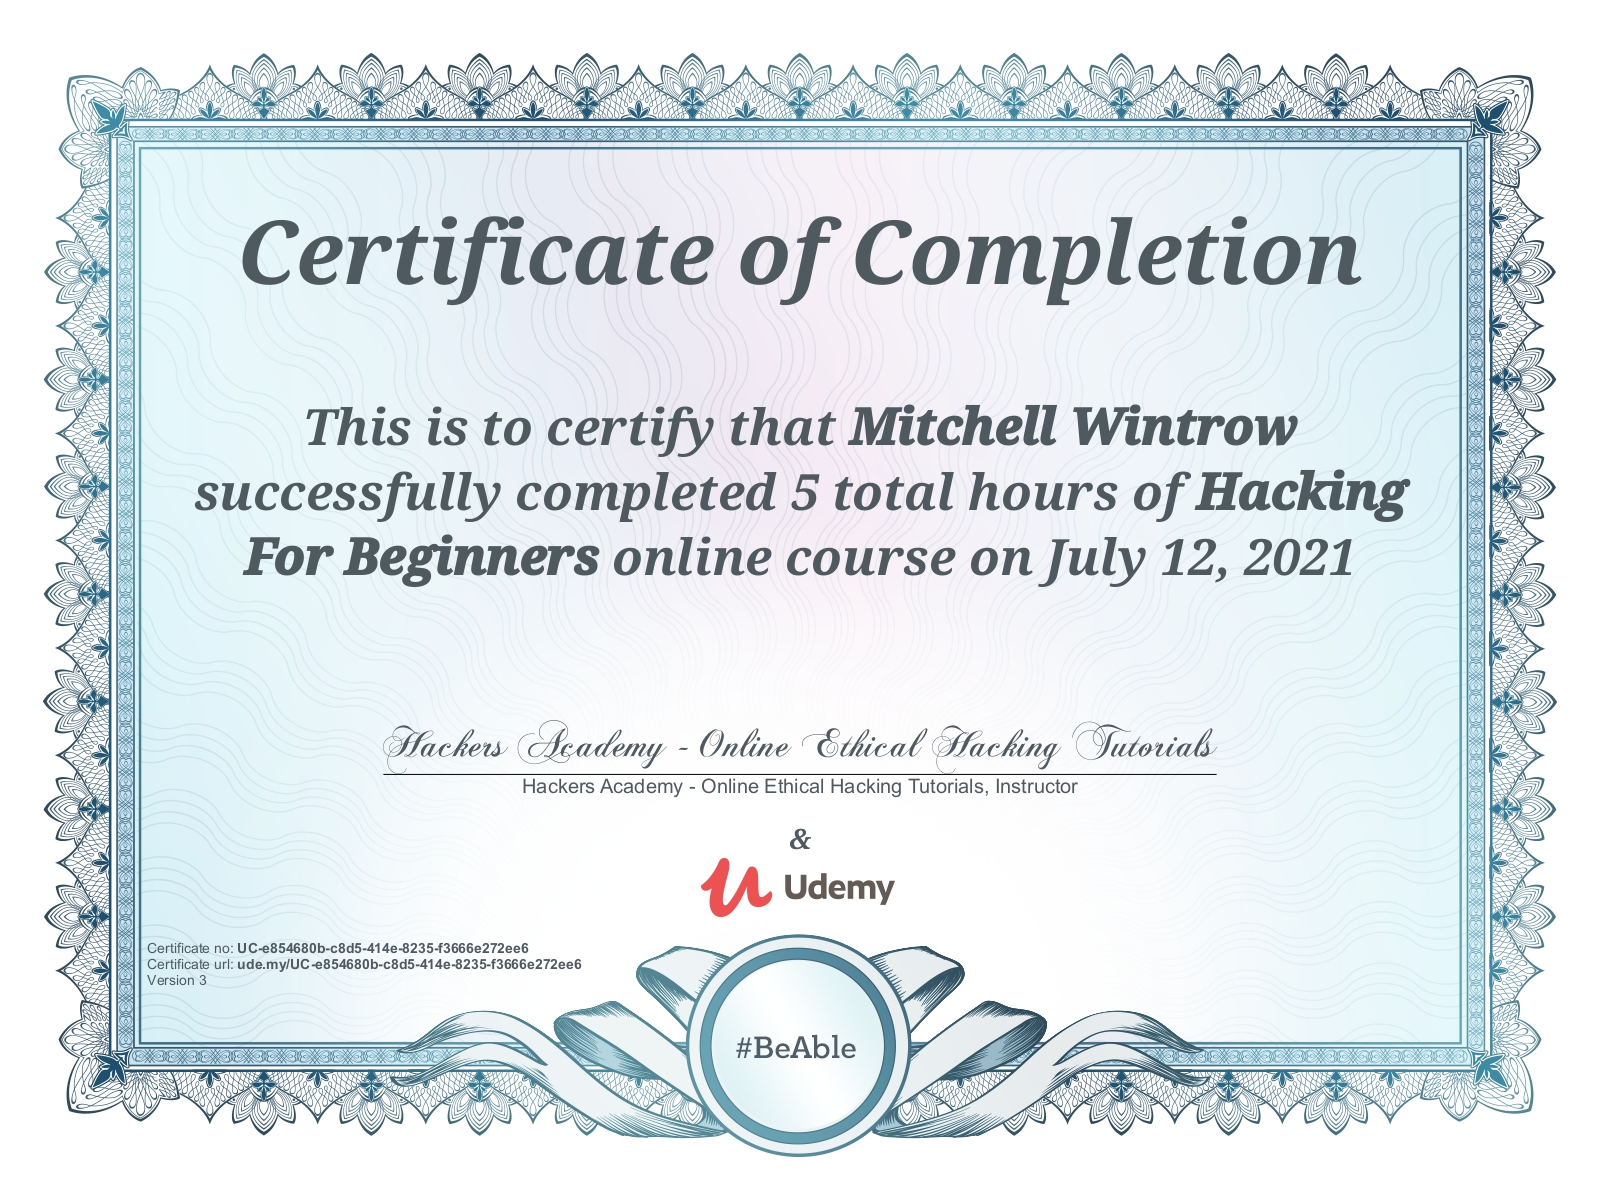 Certificate of Completion
This is to certify that Mitchell Wintrow
successfully completed 5 total hours of Hacking
For Beginners online course on July 12, 2021
Hackers Academy - Online Ethical Hacking Tutorials
Hackers Academy - Online Ethical Hacking Tutorials, Instructor
&
Udemy
Certificate no: UC-e854680b-c8d5-414e-8235-f3666e272ee6
Certificate url: ude.my/UC-e854680b-c8d5-414e-8235-f3666e272ee6
Version 3
#BeAble